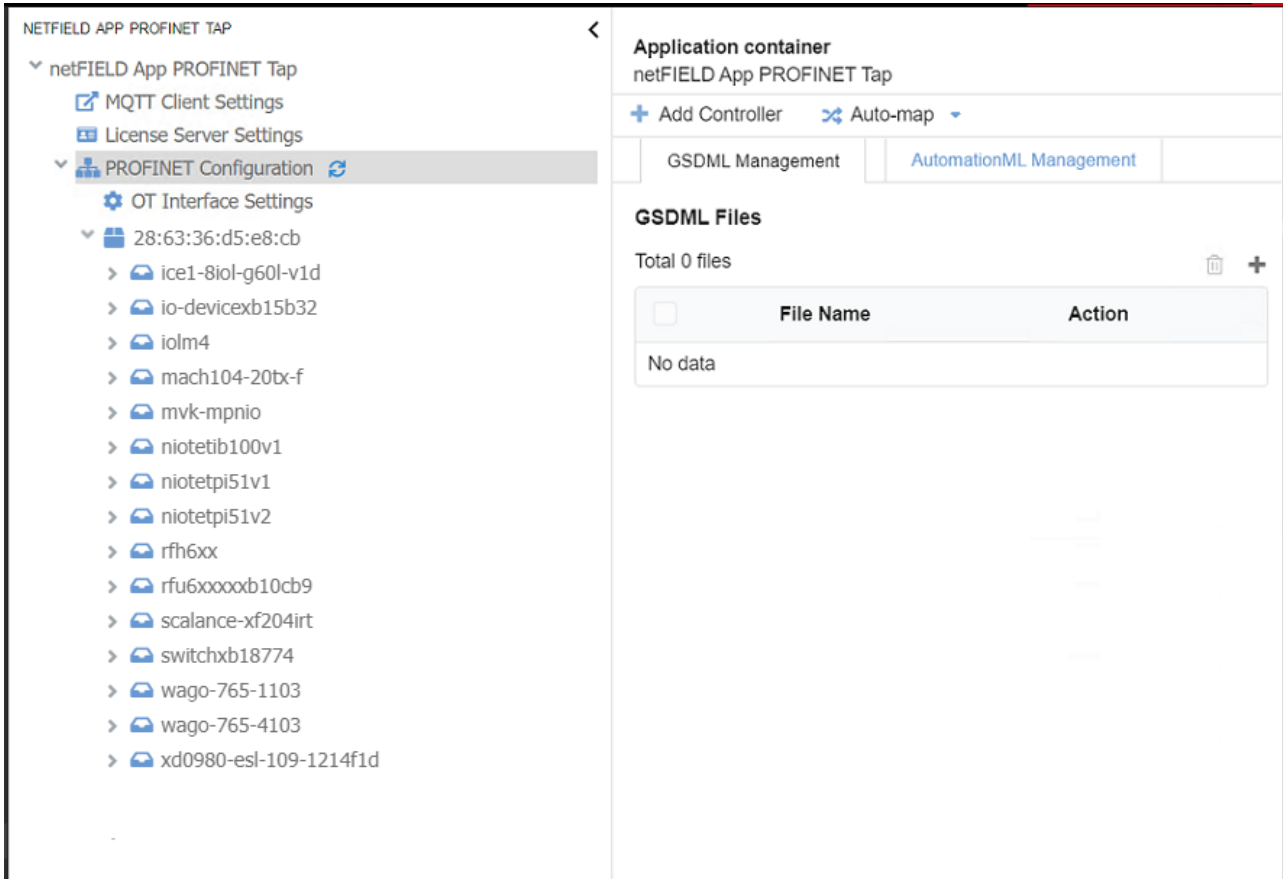 NETFIELD APP PROFINET TAP
netFIELD App PROFINET Tap
MQTT Client Settings
License Server Settings
PROFINET Configuration
OT Interface Settings
28:63:36:d5:e8:cb
ice1-8iol-g60l-v1d
io-devicexb15b32
iolm4
mach104-20tx-f
mvk-mpnio
niotetib100v1
niotetpi51v1
niotetpi51v2
rfh6xx
rfu6xxxxxb10cb9
scalance-xf204irt
switchxb18774
wago-765-1103
wago-765-4103
xd0980-esl-109-1214f1d
Application container
netFIELD App PROFINET Tap
Add Controller Auto-map
GSDML Management AutomationML Management
GSDML Files
Total 0 files
File Name Action
No data